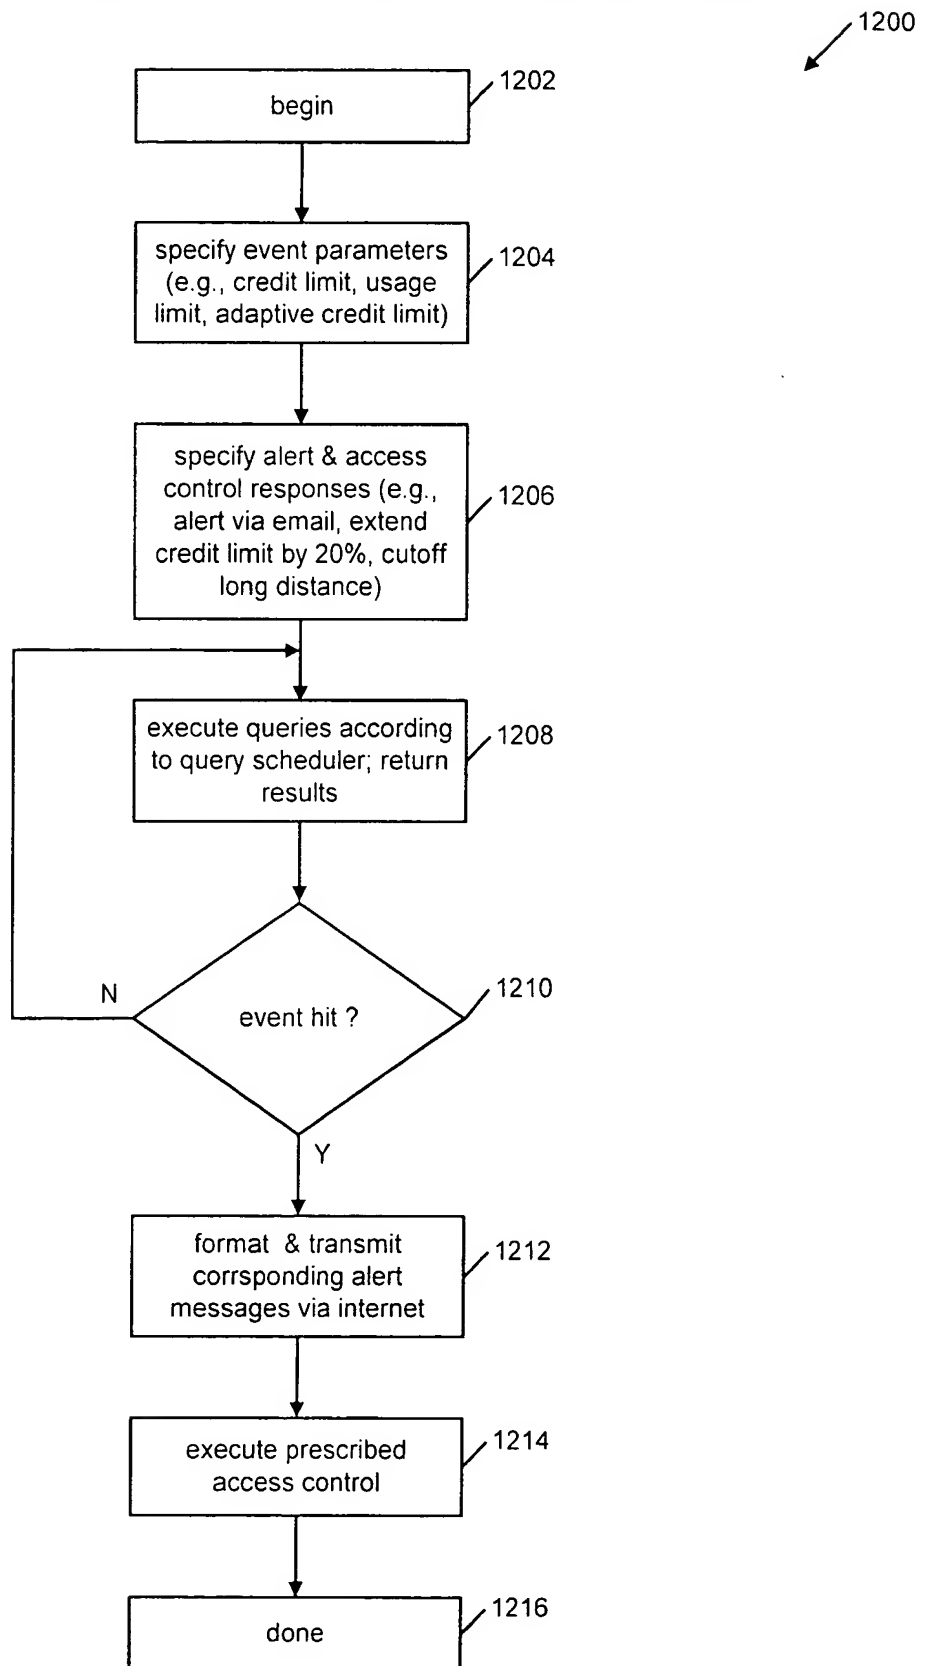 1200
begin
1202
specify event parameters
(e.g., credit limit, usage
limit, adaptive credit limit)
1204
specify alert & access
control responses (e.g.,
alert via email, extend
credit limit by 20%, cutoff
long distance)
1206
execute queries according
to query scheduler; return
results
1208
event hit ?
1210
N
Y
format & transmit
corrsponding alert
messages via internet
1212
execute prescribed
access control
1214
done
1216